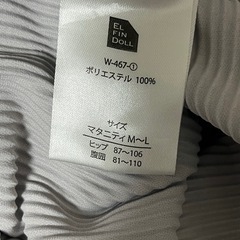 EL
FIN
DOLL
W-467-①
ポリエステル 100%
サイズ
マタニティ M〜L
ヒップ 87〜106
腹囲 81〜110